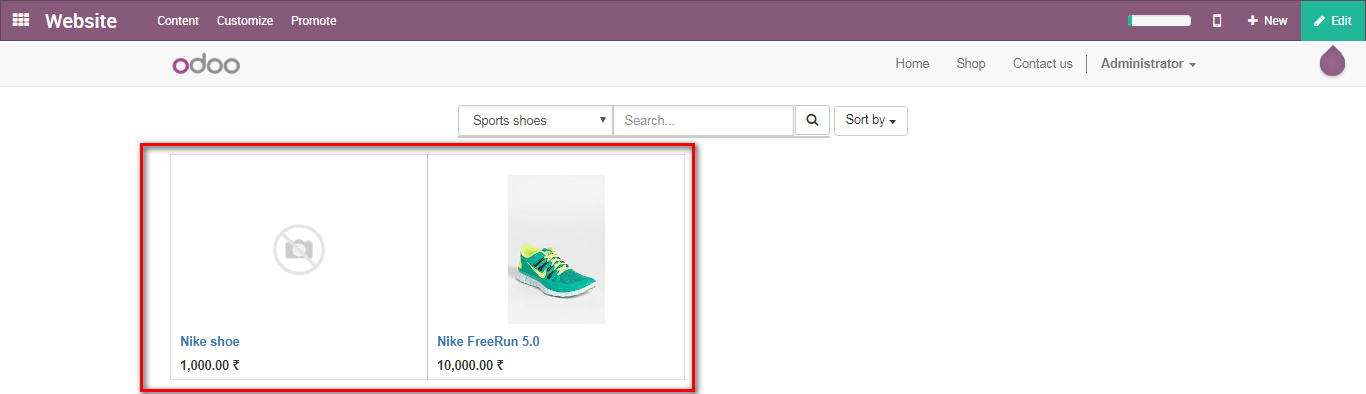 Website Content Customize Promote New Edit
odoo Home Shop Contact us Administrator
Sports shoes Search... Sort by
Nike shoe Nike FreeRun 5.0
1,000.00 ₹ 10,000.00 ₹